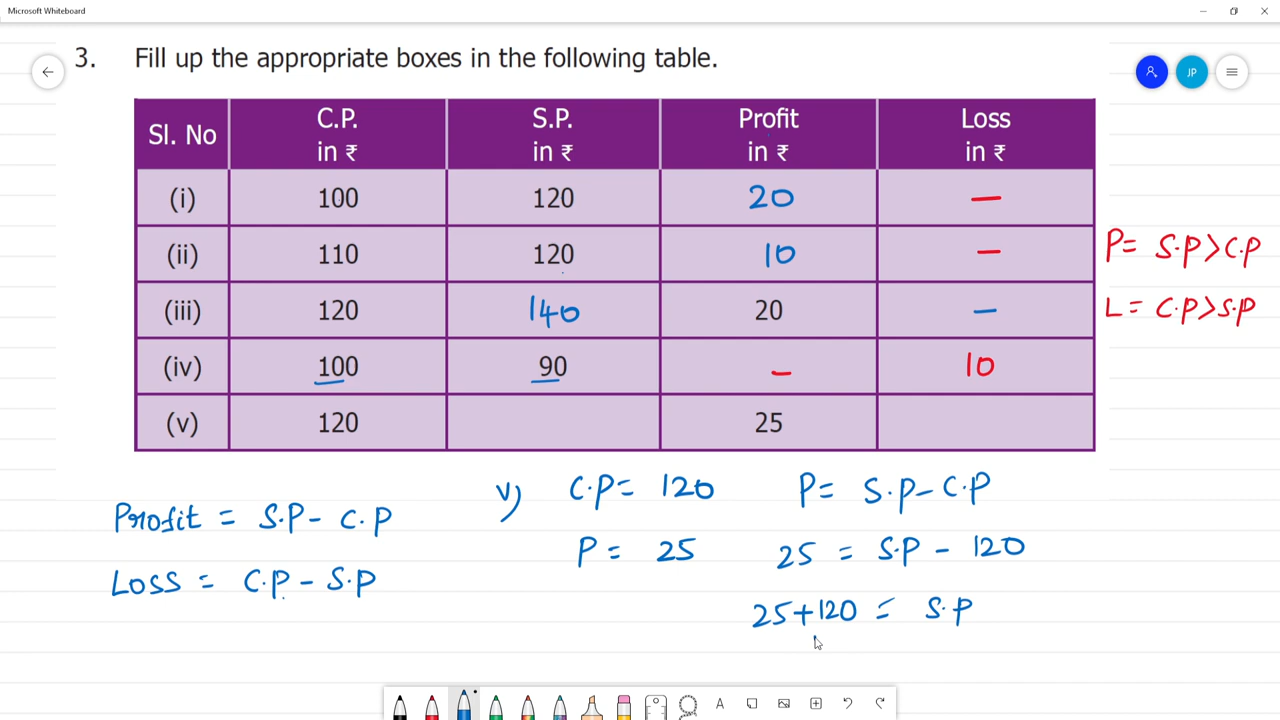 Microsoft Whiteboard
3. Fill up the appropriate boxes in the following table.
JP
Sl. No C.P. in ₹ S.P. in ₹ Profit in ₹ Loss in ₹
(i) 100 120 20 —
(ii) 110 120 10 —
(iii) 120 140 20 —
(iv) 100 90 — 10
(v) 120 25
P = S.P > C.P
L = C.P > S.P
Profit = S.P - C.P
Loss = C.P - S.P
v) C.P = 120
P = 25
P = S.P - C.P
25 = S.P - 120
25 + 120 = S.P
A